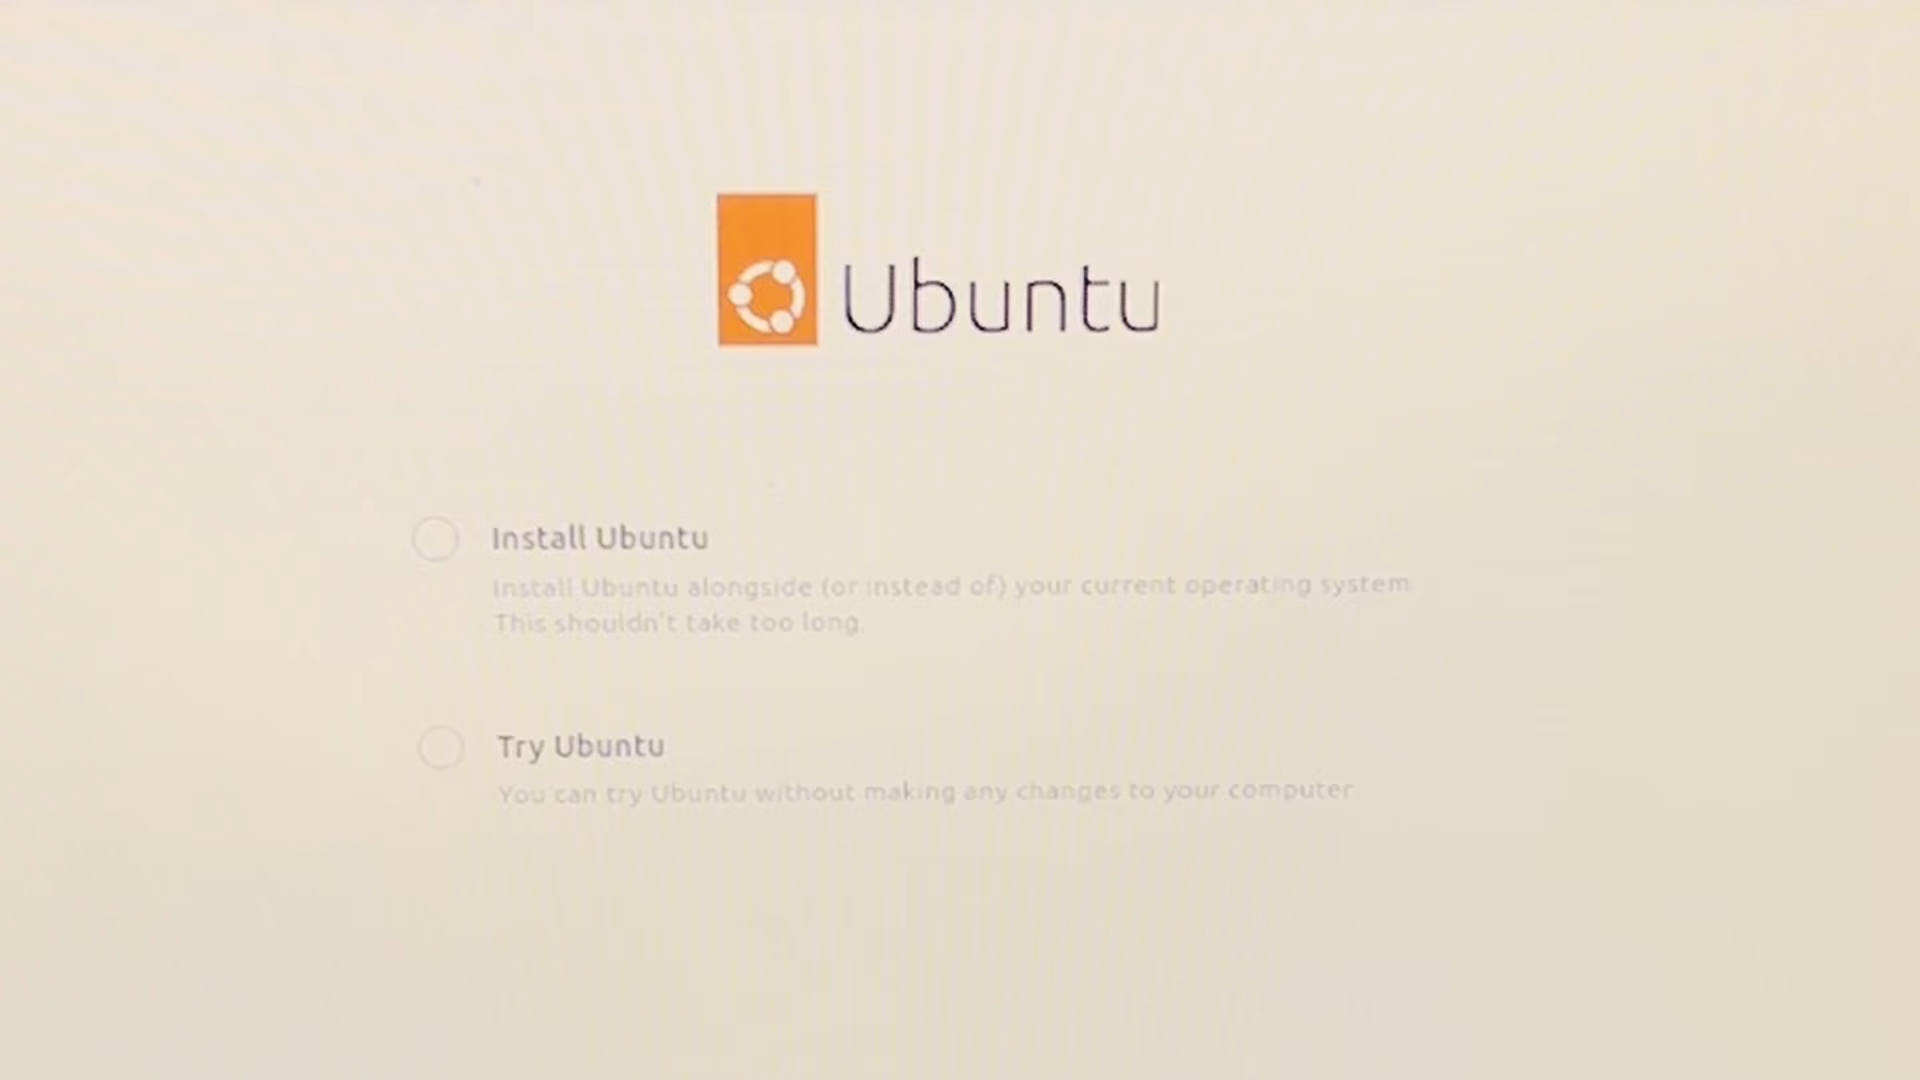 Ubuntu
Install Ubuntu
Install Ubuntu alongside (or instead of) your current operating system.
This shouldn't take too long.
Try Ubuntu
You can try Ubuntu without making any changes to your computer.